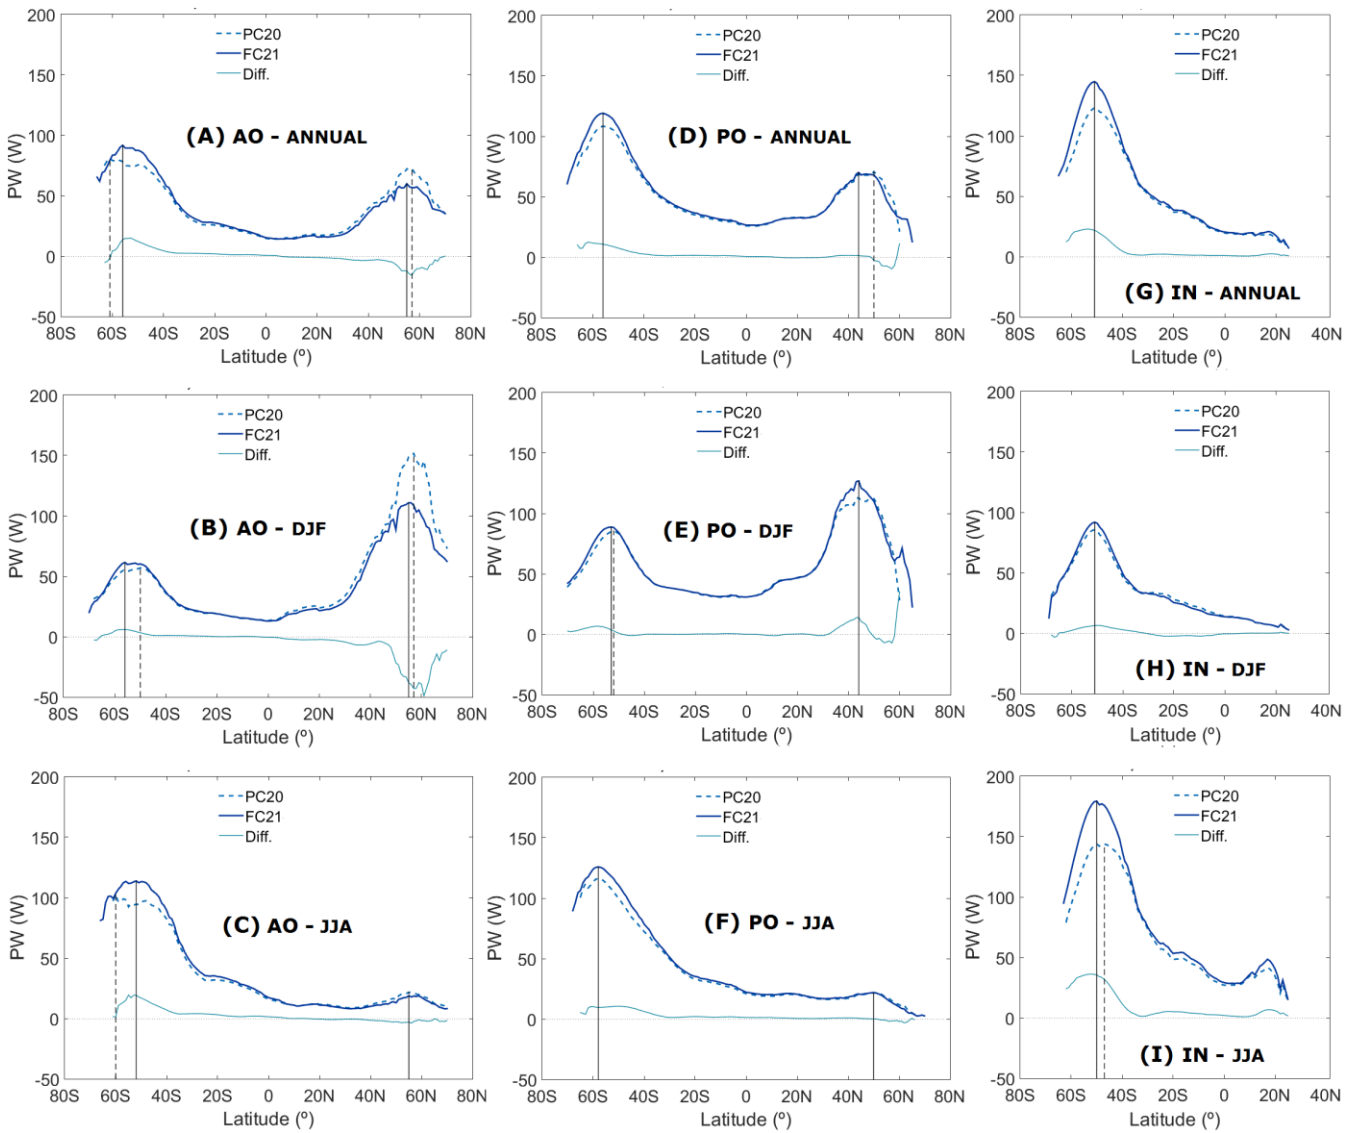 200
150
100
50
0
-50
PW (W)
PC20
FC21
Diff.
(A) AO - ANNUAL
80S 60S 40S 20S 0 20N 40N 60N 80N
Latitude (º)
200
150
100
50
0
-50
PW (W)
PC20
FC21
Diff.
(D) PO - ANNUAL
80S 60S 40S 20S 0 20N 40N 60N 80N
Latitude (º)
200
150
100
50
0
-50
PW (W)
PC20
FC21
Diff.
(G) IN - ANNUAL
80S 60S 40S 20S 0 20N 40N
Latitude (º)
200
150
100
50
0
-50
PW (W)
PC20
FC21
Diff.
(B) AO - DJF
80S 60S 40S 20S 0 20N 40N 60N 80N
Latitude (º)
200
150
100
50
0
-50
PW (W)
PC20
FC21
Diff.
(E) PO - DJF
80S 60S 40S 20S 0 20N 40N 60N 80N
Latitude (º)
200
150
100
50
0
-50
PW (W)
PC20
FC21
Diff.
(H) IN - DJF
80S 60S 40S 20S 0 20N 40N
Latitude (º)
200
150
100
50
0
-50
PW (W)
PC20
FC21
Diff.
(C) AO - JJA
80S 60S 40S 20S 0 20N 40N 60N 80N
Latitude (º)
200
150
100
50
0
-50
PW (W)
PC20
FC21
Diff.
(F) PO - JJA
80S 60S 40S 20S 0 20N 40N 60N 80N
Latitude (º)
200
150
100
50
0
-50
PW (W)
PC20
FC21
Diff.
(I) IN - JJA
80S 60S 40S 20S 0 20N 40N
Latitude (º)